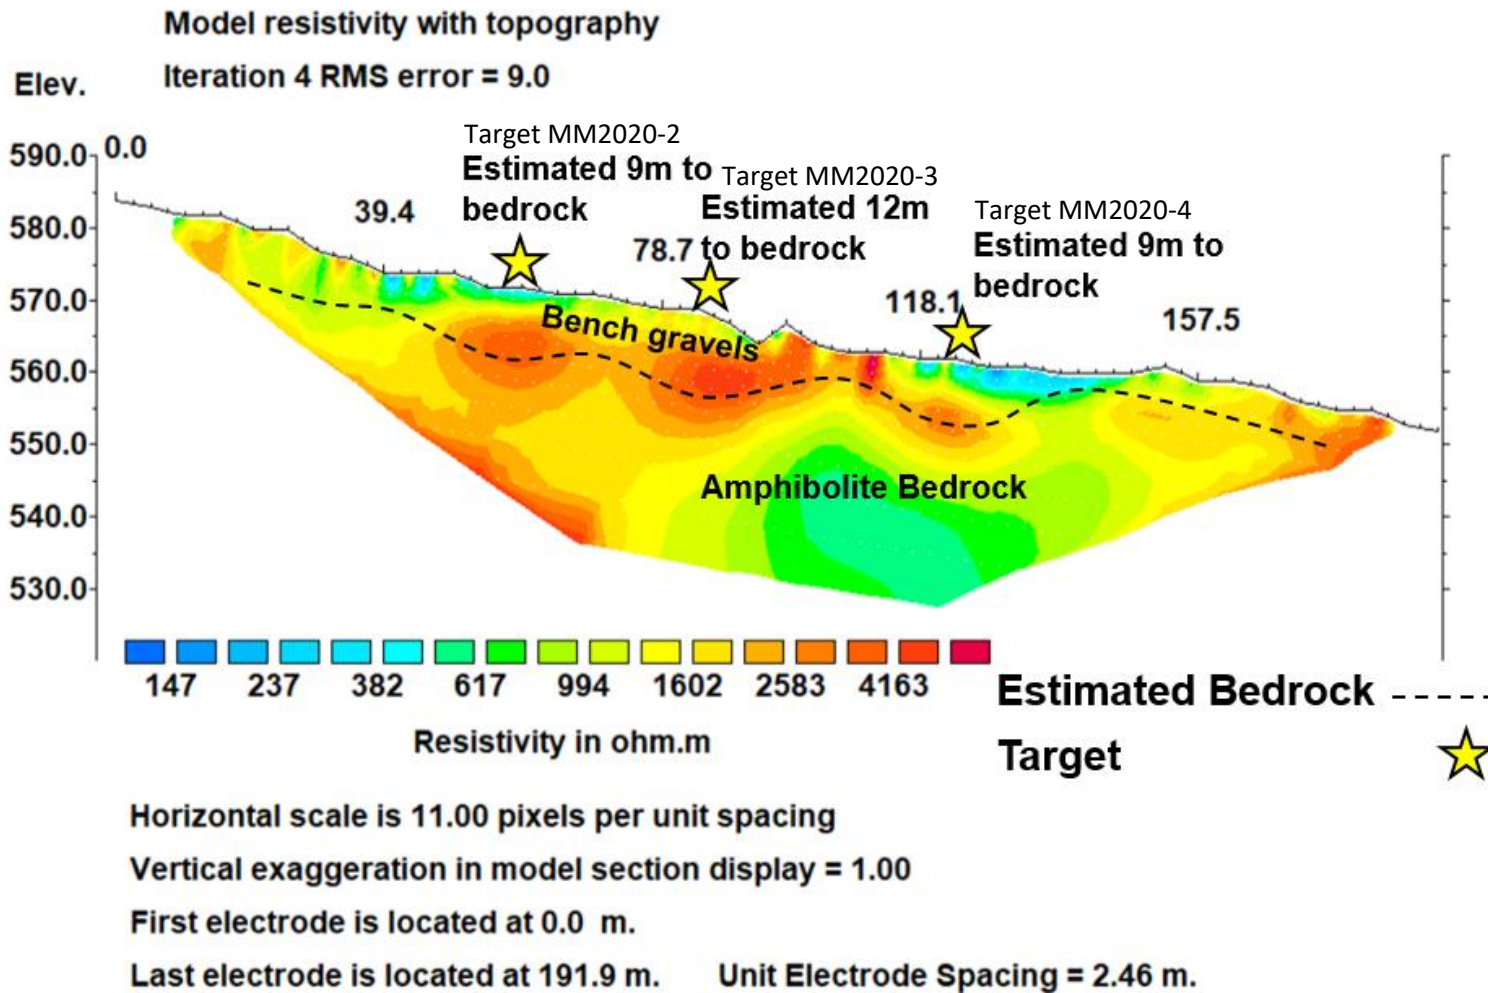 Model resistivity with topography
Iteration 4 RMS error = 9.0
Elev.
590.0
580.0
570.0
560.0
550.0
540.0
530.0
0.0
39.4
78.7
118.1
157.5
Target MM2020-2
Estimated 9m to
bedrock
Target MM2020-3
Estimated 12m
to bedrock
Target MM2020-4
Estimated 9m to
bedrock
Bench gravels
Amphibolite Bedrock
147 237 382 617 994 1602 2583 4163
Resistivity in ohm.m
Estimated Bedrock
Target
Horizontal scale is 11.00 pixels per unit spacing
Vertical exaggeration in model section display = 1.00
First electrode is located at 0.0 m.
Last electrode is located at 191.9 m. Unit Electrode Spacing = 2.46 m.